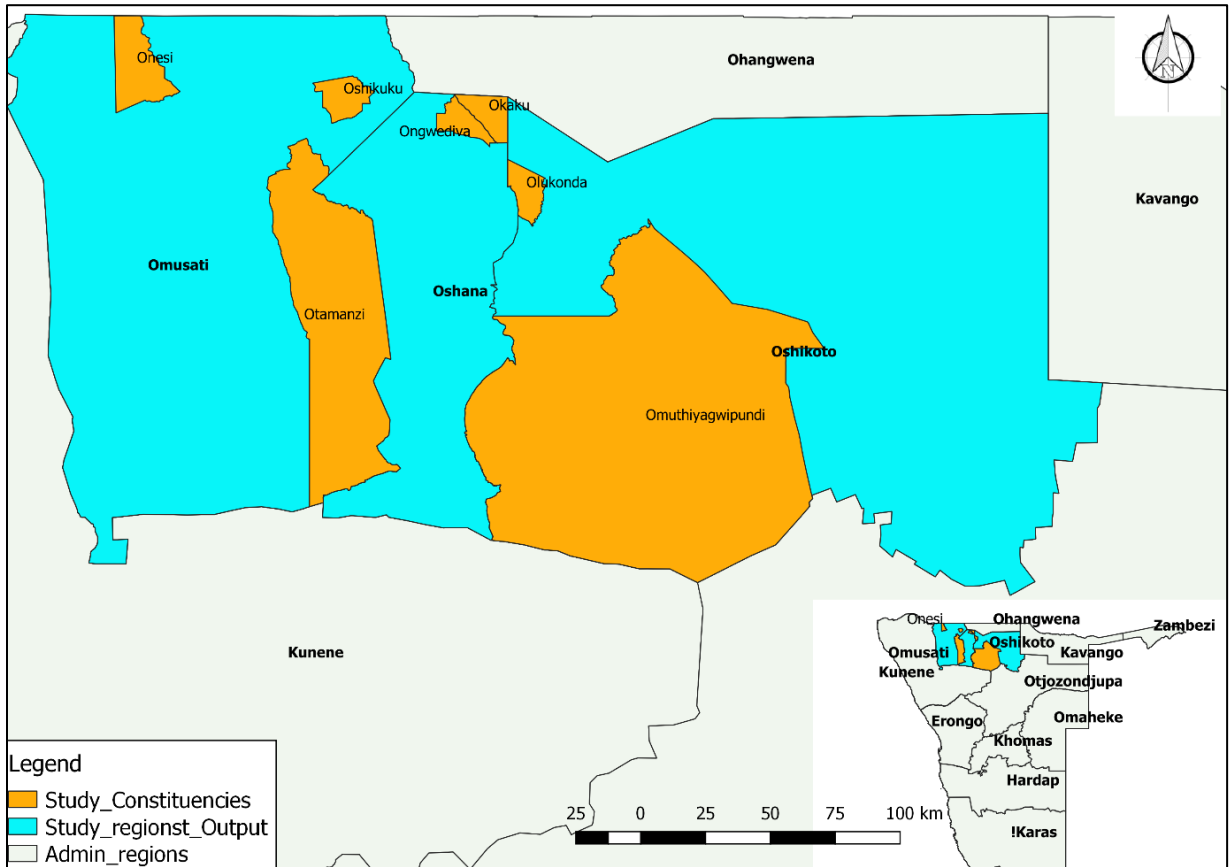 Onesi
Oshikuku
Ohangwena
N
Okaku
Ongwediva
Olukonda
Kavango
Omusati
Oshana
Otamanzi
Oshikoto
Omuthiyagwipundi
Kunene
Legend
Study_Constituencies
Study_regionst_Output
Admin_regions
25 0 25 50 75 100 km
Onesi
Ohangwena
Zambezi
Oshikoto
Omusati
Kavango
Kunene
Otjozondjupa
Erongo
Omaheke
Khomas
Hardap
!Karas